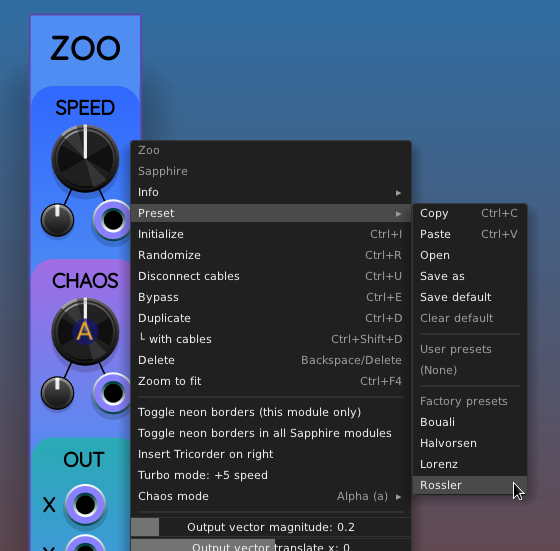 ZOO
SPEED
CHAOS
A
OUT
X
Y
Zoo
Sapphire
Info ▸
Preset ▸
Initialize Ctrl+I
Randomize Ctrl+R
Disconnect cables Ctrl+U
Bypass Ctrl+E
Duplicate Ctrl+D
└ with cables Ctrl+Shift+D
Delete Backspace/Delete
Zoom to fit Ctrl+F4
Toggle neon borders (this module only)
Toggle neon borders in all Sapphire modules
Insert Tricorder on right
Turbo mode: +5 speed
Chaos mode Alpha (a) ▸
Output vector magnitude: 0.2
Output vector translate x: 0
Copy Ctrl+C
Paste Ctrl+V
Open
Save as
Save default
Clear default
User presets
(None)
Factory presets
Bouali
Halvorsen
Lorenz
Rossler